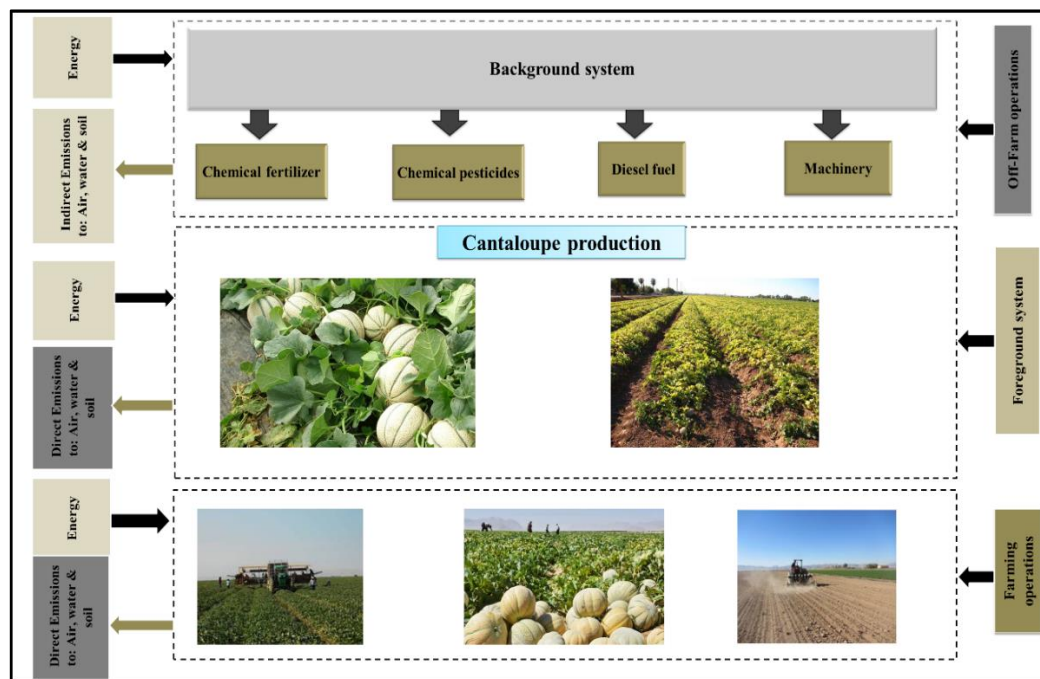 Energy
Background system
Chemical fertilizer
Chemical pesticides
Diesel fuel
Machinery
Indirect Emissions
to: Air, water & soil
Off-Farm operations
Cantaloupe production
Energy
Direct Emissions
to: Air, water &
soil
Foreground system
Energy
Direct Emissions
to: Air, water &
soil
Farming
operations